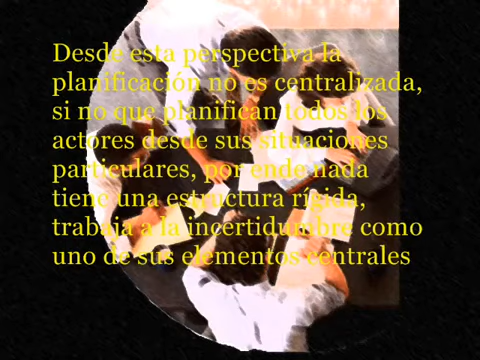 Desde esta perspectiva la
planificación no es centralizada,
si no que planifican todos los
actores desde sus situaciones
particulares, por ende nada
tiene una estructura rígida,
trabaja a la incertidumbre como
uno de sus elementos centrales